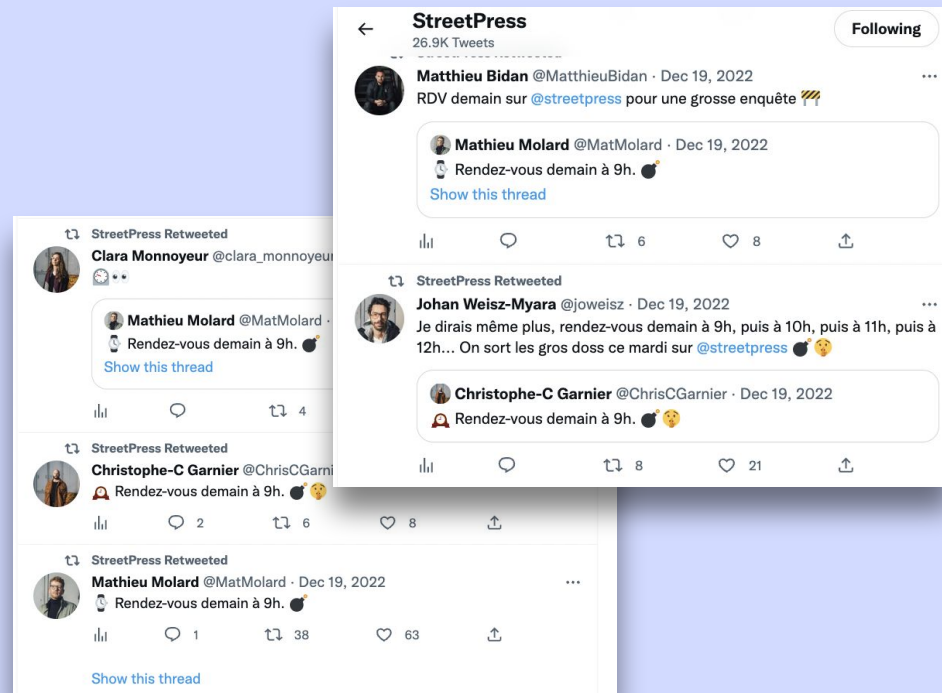 StreetPress
26.9K Tweets
Following
Matthieu Bidan @MatthieuBidan · Dec 19, 2022
RDV demain sur @streetpress pour une grosse enquête 🚧
Mathieu Molard @MatMolard · Dec 19, 2022
⌚ Rendez-vous demain à 9h. 💣
Show this thread
6 8
StreetPress Retweeted
Johan Weisz-Myara @joweisz · Dec 19, 2022
Je dirais même plus, rendez-vous demain à 9h, puis à 10h, puis à 11h, puis à
12h... On sort les gros doss ce mardi sur @streetpress 💣 🤫
Christophe-C Garnier @ChrisCGarnier · Dec 19, 2022
🕰️ Rendez-vous demain à 9h. 💣 🤫
8 21
StreetPress Retweeted
Clara Monnoyeur @clara_monnoyeur
🕗 👀
Mathieu Molard @MatMolard ·
⌚ Rendez-vous demain à 9h. 💣
Show this thread
4
StreetPress Retweeted
Christophe-C Garnier @ChrisCGarni
🕰️ Rendez-vous demain à 9h. 💣 🤫
2 6 8
StreetPress Retweeted
Mathieu Molard @MatMolard · Dec 19, 2022
⌚ Rendez-vous demain à 9h. 💣
1 38 63
Show this thread